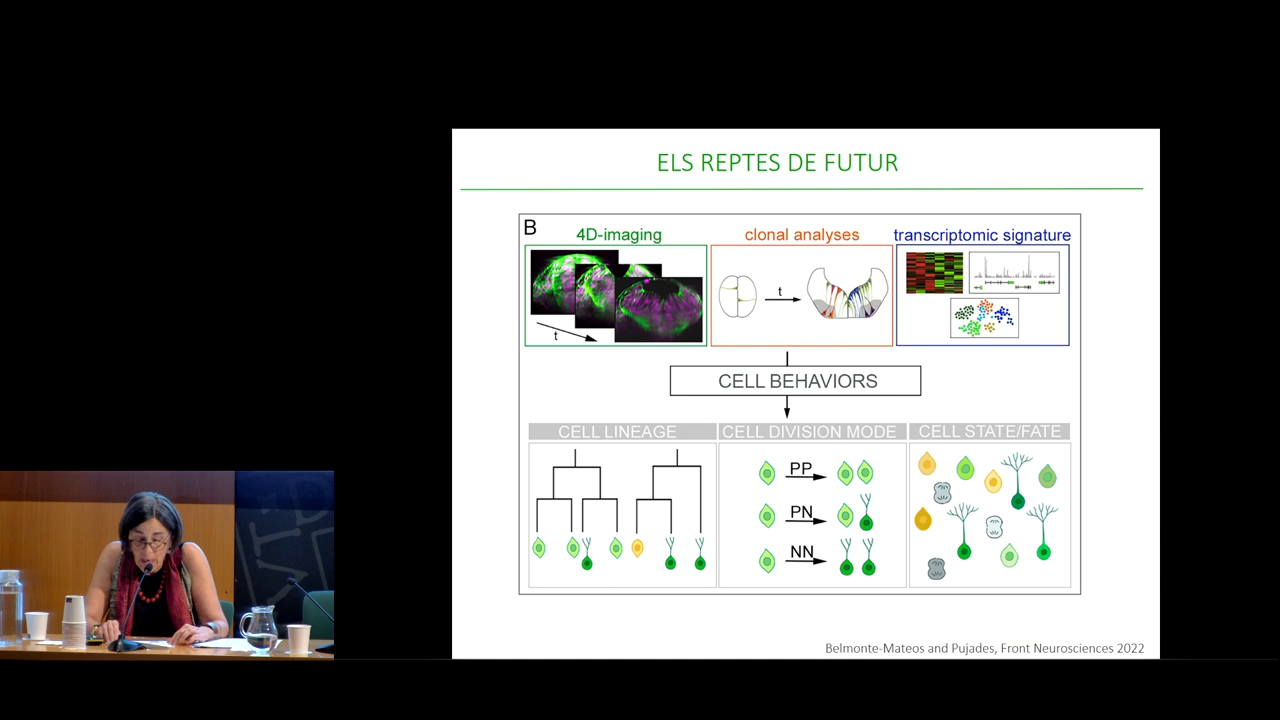 ELS REPTES DE FUTUR
B
4D-imaging
clonal analyses
transcriptomic signature
t
t
CELL BEHAVIORS
CELL LINEAGE
CELL DIVISION MODE
CELL STATE/FATE
PP
PN
NN
Belmonte-Mateos and Pujades, Front Neurosciences 2022